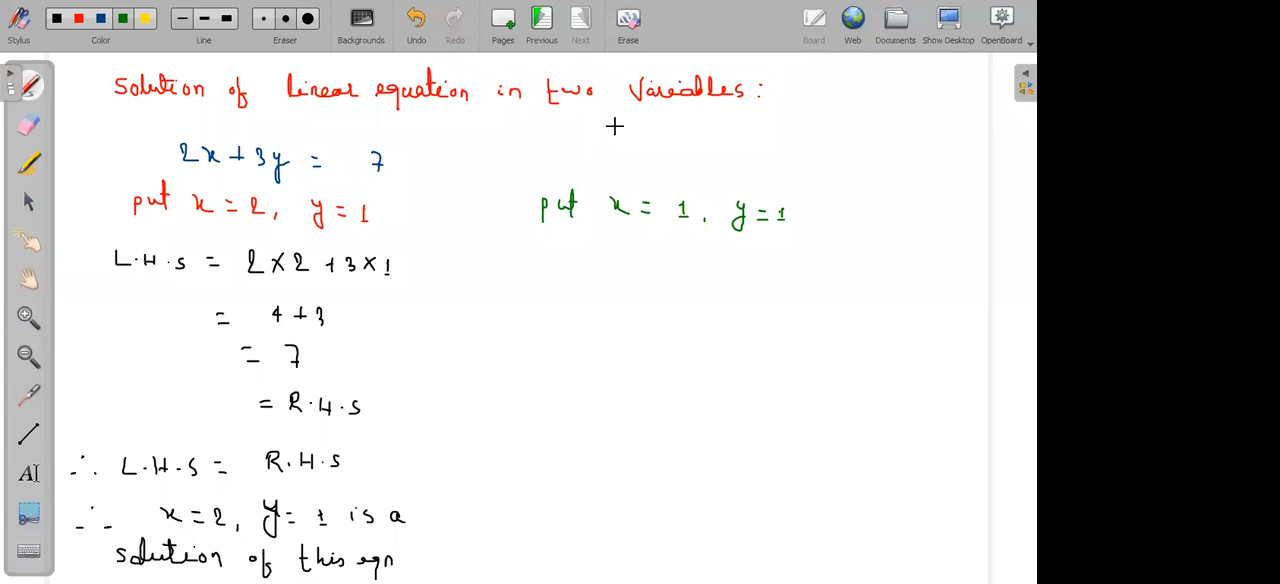 Stylus Color Line Eraser Backgrounds Undo Redo Pages Previous Next Erase Board Web Documents Show Desktop OpenBoard
Solution of linear equation in two variables:
2x+3y = 7
put x = 2, y = 1
L.H.S = 2×2 +3×1
= 4+3
= 7
= R.H.S
∴ L.H.S = R.H.S
∴ x=2, y=1 is a
solution of this eqn
put x = 1, y=1
AI